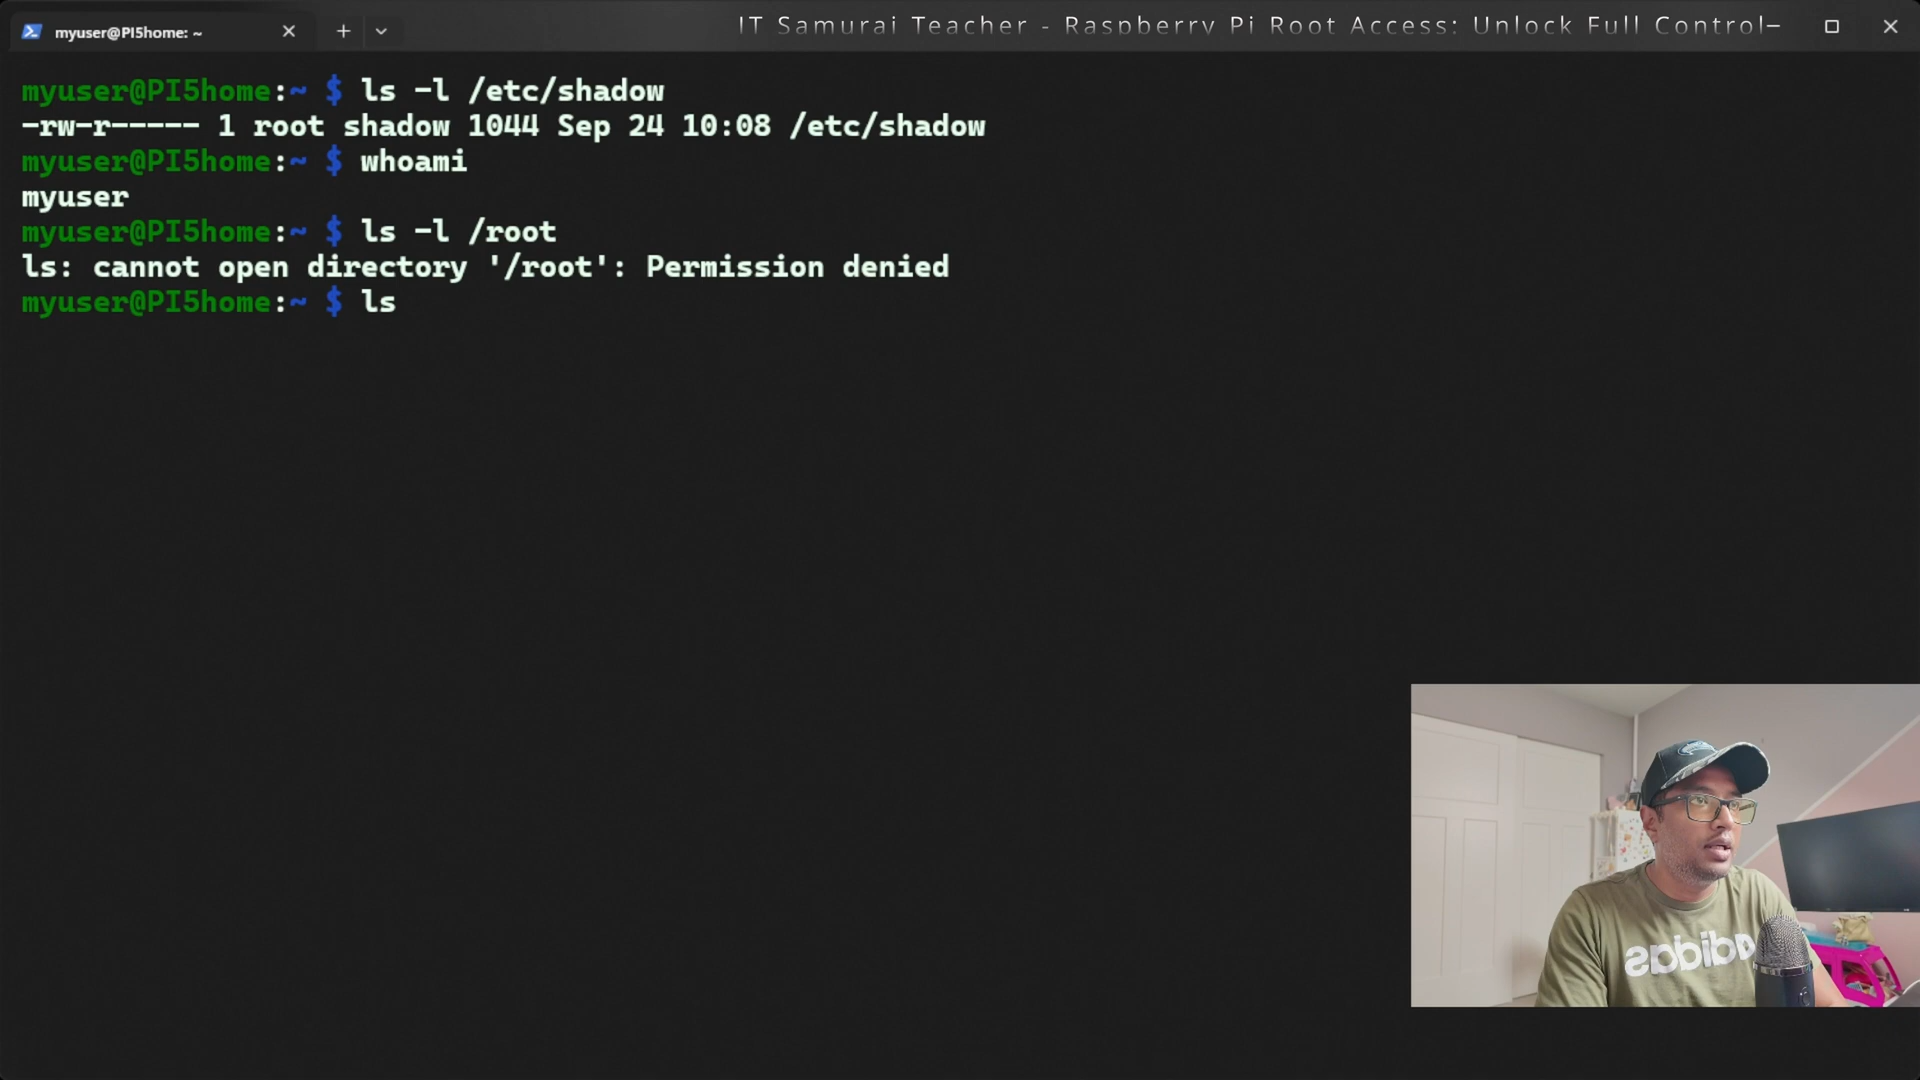 myuser@PI5home: ~
IT Samurai Teacher - Raspberry Pi Root Access: Unlock Full Control
myuser@PI5home:~ $ ls -l /etc/shadow
-rw-r----- 1 root shadow 1044 Sep 24 10:08 /etc/shadow
myuser@PI5home:~ $ whoami
myuser
myuser@PI5home:~ $ ls -l /root
ls: cannot open directory '/root': Permission denied
myuser@PI5home:~ $ ls
adidas